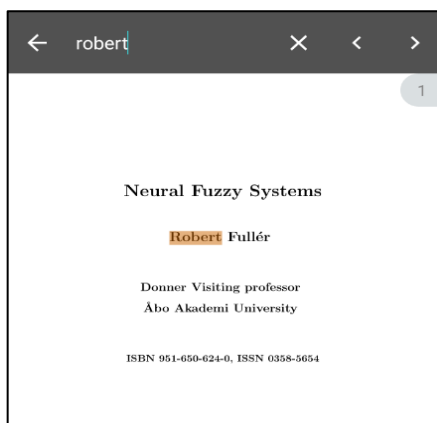 robert
1
Neural Fuzzy Systems
Robert Fullér
Donner Visiting professor
Åbo Akademi University
ISBN 951-650-624-0, ISSN 0358-5654